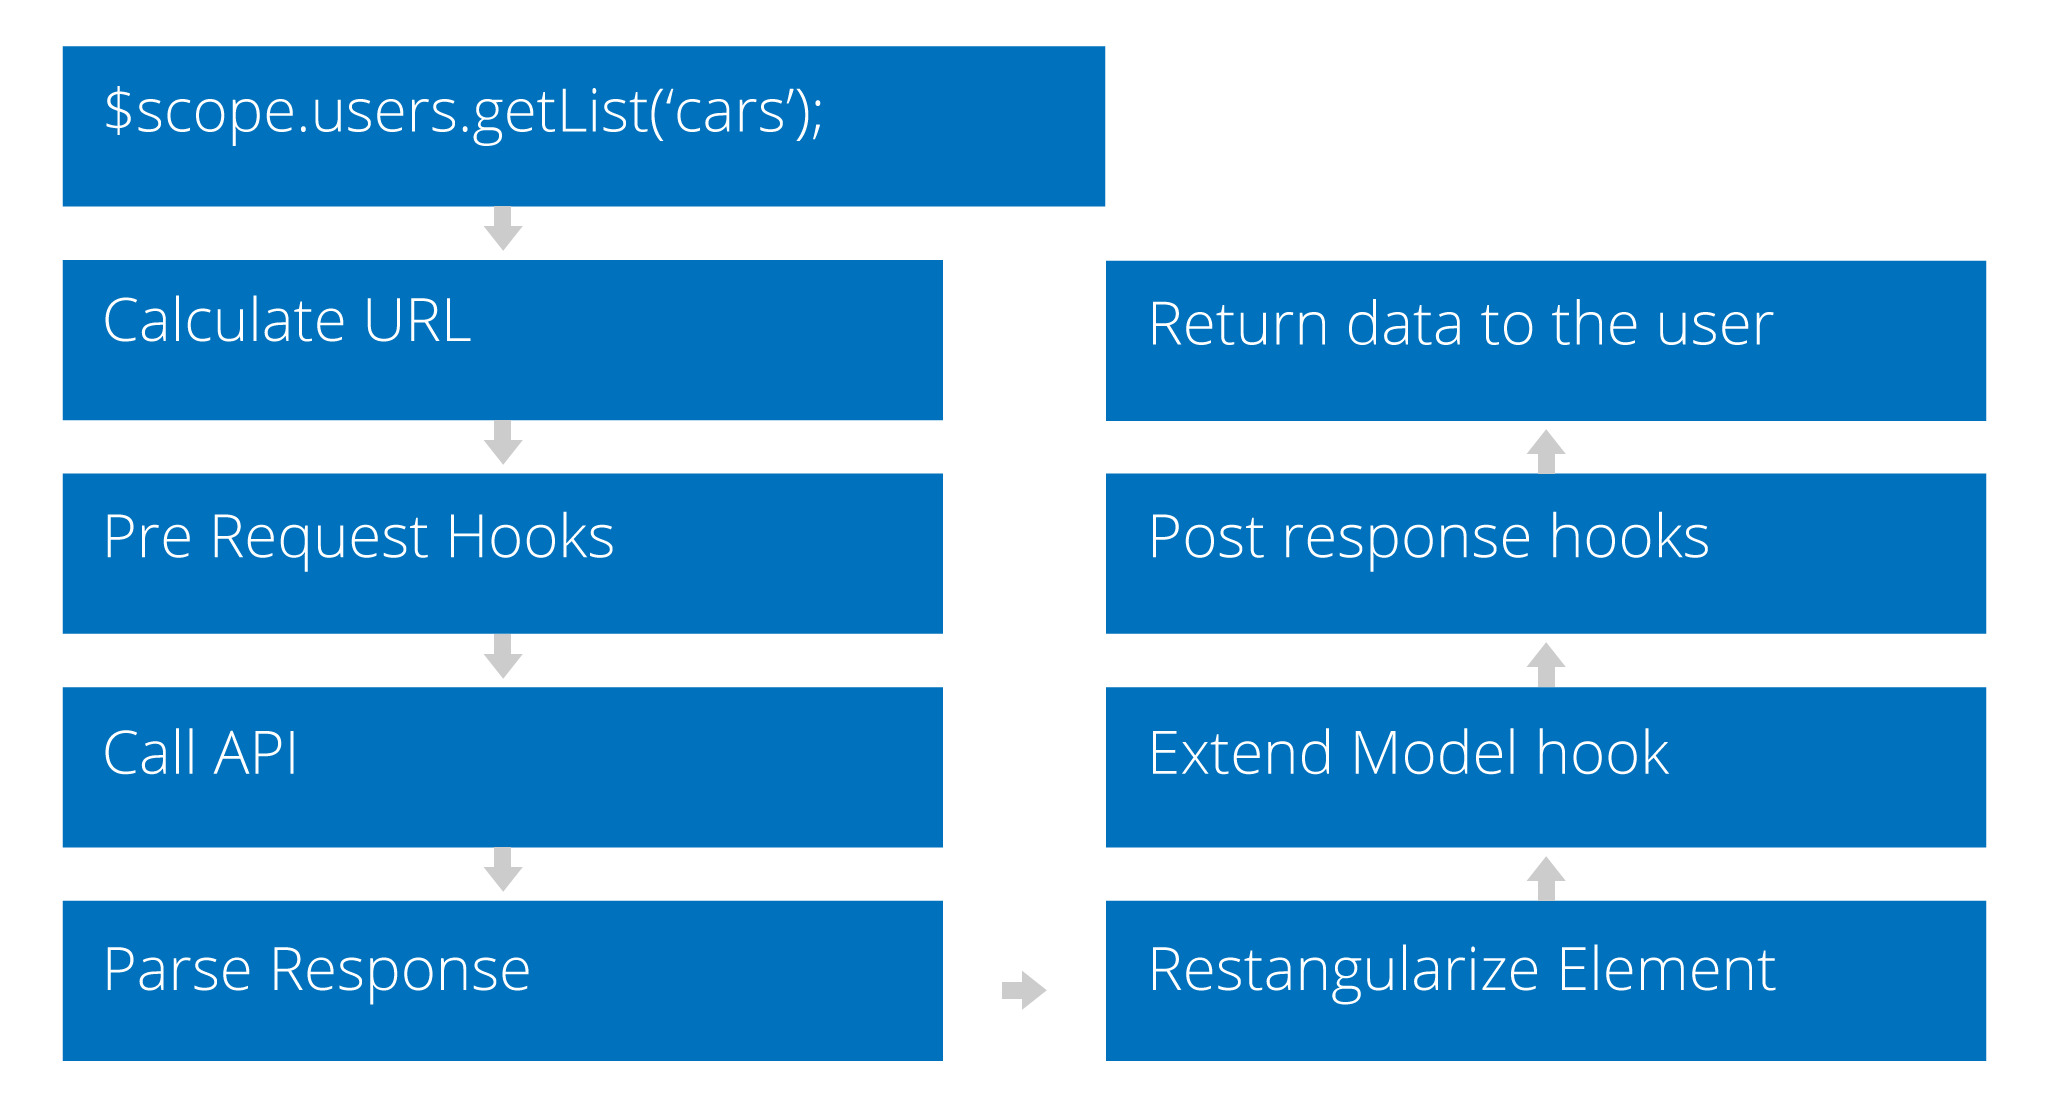 $scope.users.getList(‘cars’);
Calculate URL
Pre Request Hooks
Call API
Parse Response
Restangularize Element
Extend Model hook
Post response hooks
Return data to the user